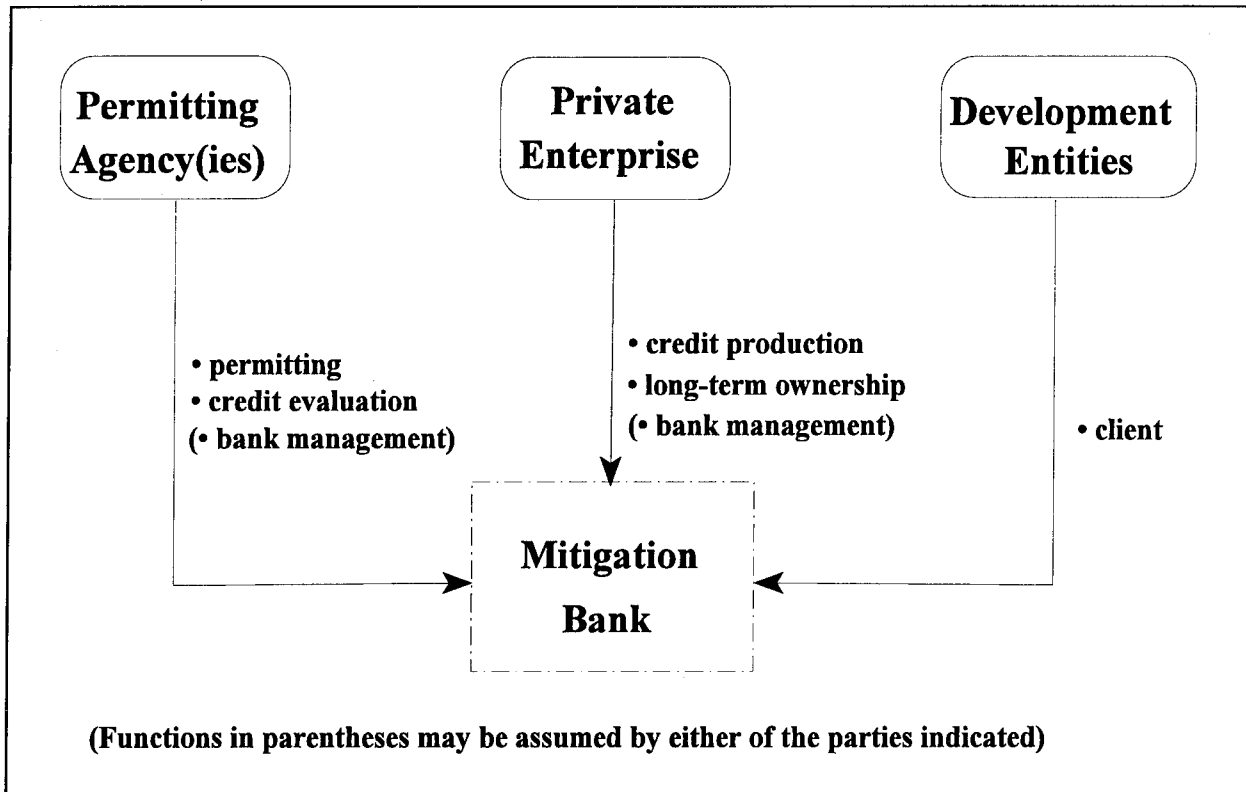 Permitting
Agency(ies)
Private
Enterprise
Development
Entities
• permitting
• credit evaluation
(• bank management)
• credit production
• long-term ownership
(• bank management)
• client
Mitigation
Bank
(Functions in parentheses may be assumed by either of the parties indicated)